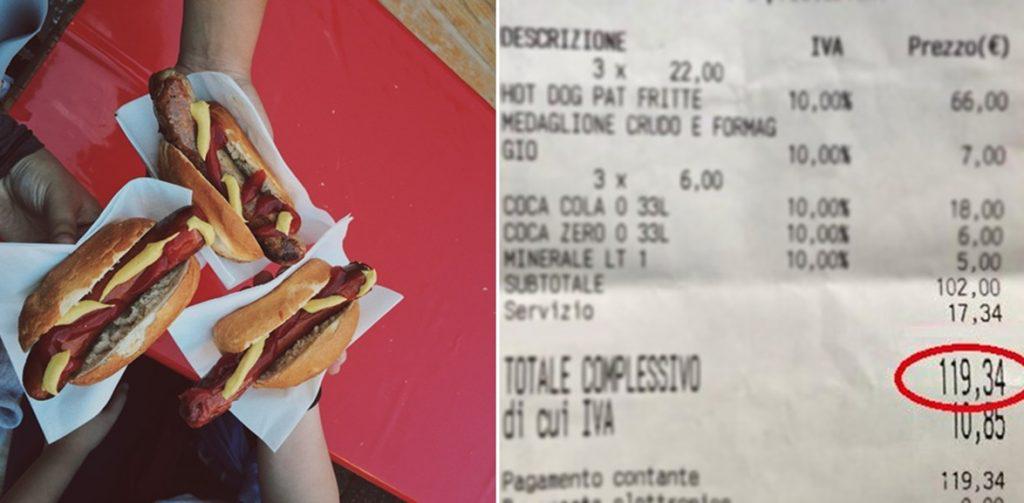 DESCRIZIONE IVA Prezzo(€)
3 x 22,00
HOT DOG PAT FRITTE 10,00% 66,00
MEDAGLIONE CRUDO E FORMAG
GIO 10,00% 7,00
3 x 6,00
COCA COLA 0 33L 10,00% 18,00
COCA ZERO 0 33L 10,00% 6,00
MINERALE LT 1 10,00% 5,00
SUBTOTALE 102,00
Servizio 17,34
TOTALE COMPLESSIVO 119,34
di cui IVA 10,85
Pagamento contante 119,34